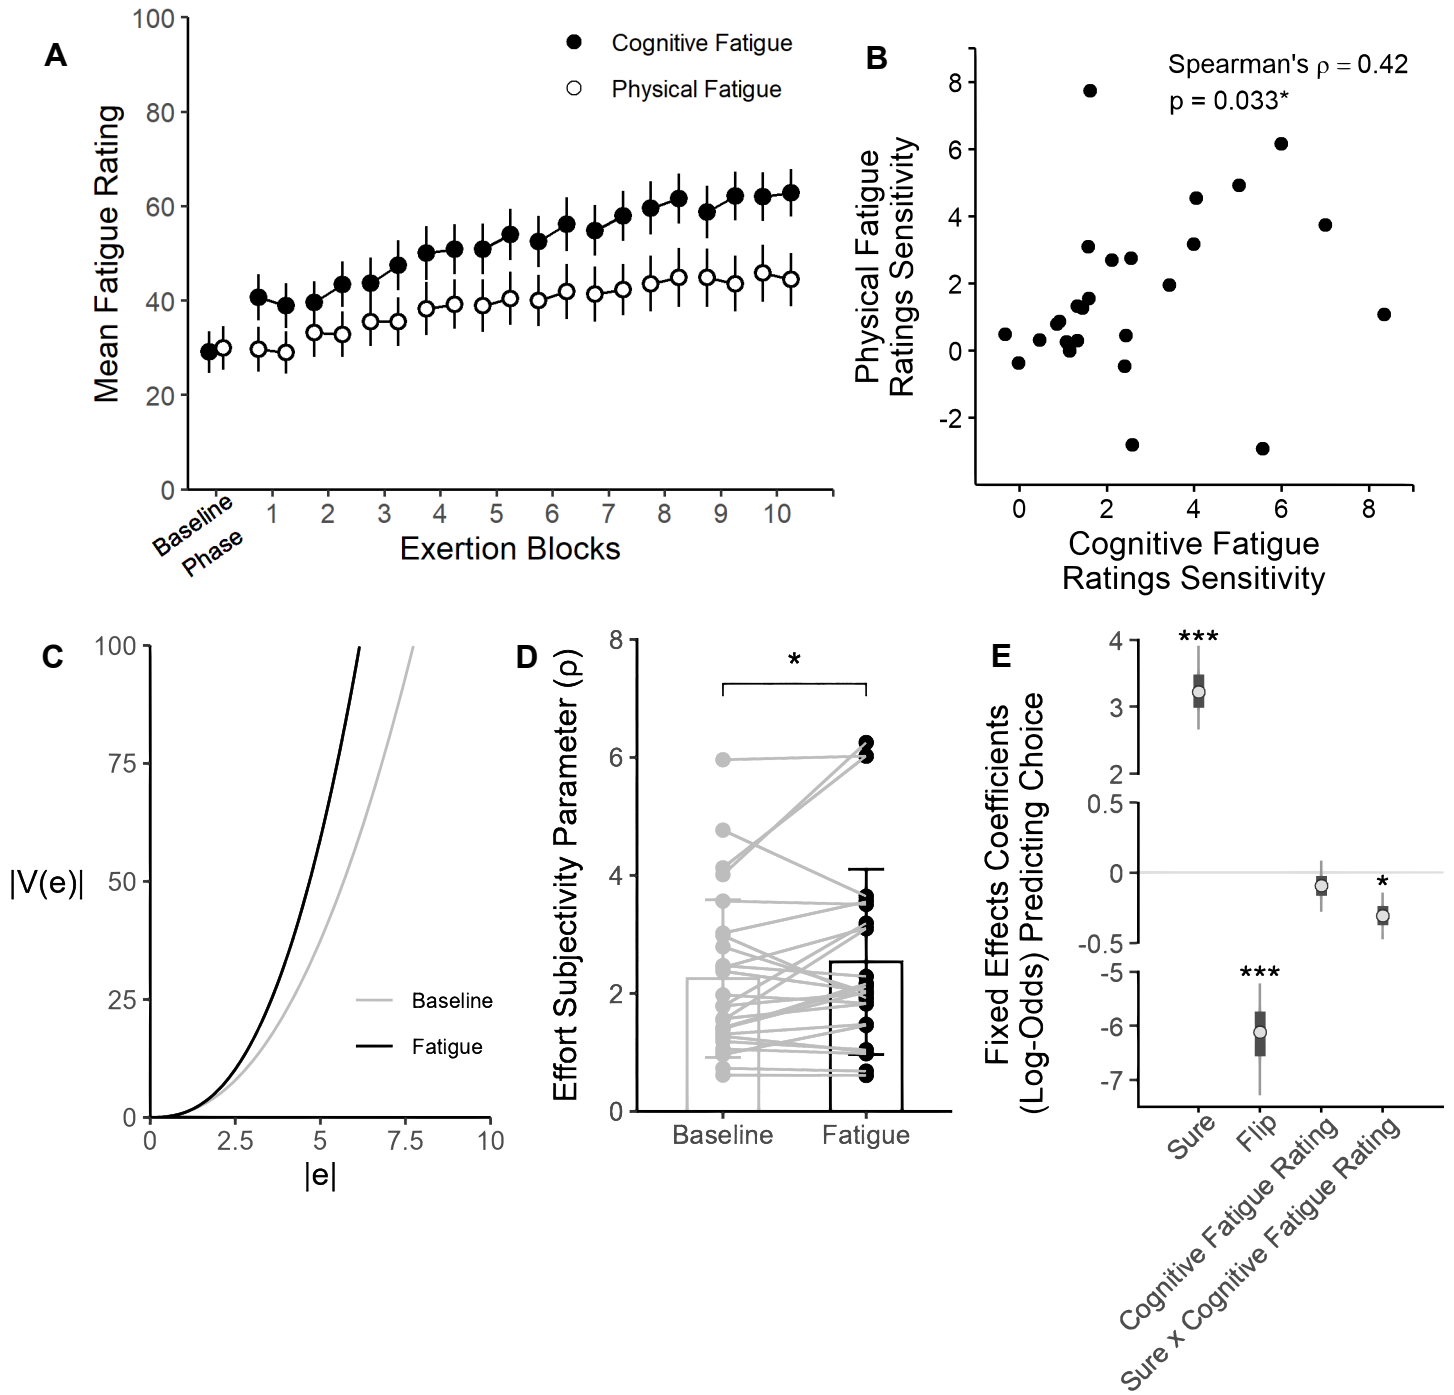 A
100
80
60
40
20
0
Mean Fatigue Rating
Cognitive Fatigue
Physical Fatigue
Baseline
Phase
1 2 3 4 5 6 7 8 9 10
Exertion Blocks
B
Spearman's ρ = 0.42
p = 0.033*
8
6
4
2
0
-2
Physical Fatigue
Ratings Sensitivity
0 2 4 6 8
Cognitive Fatigue
Ratings Sensitivity
C
100
75
50
25
0
|V(e)|
Baseline
Fatigue
0 2.5 5 7.5 10
|e|
D
8
6
4
2
0
Effort Subjectivity Parameter (ρ)
*
Baseline Fatigue
E
4
3
2
0.5
0
-0.5
-5
-6
-7
Fixed Effects Coefficients
(Log-Odds) Predicting Choice
***
*
***
Sure
Flip
Cognitive Fatigue Rating
Sure x Cognitive Fatigue Rating